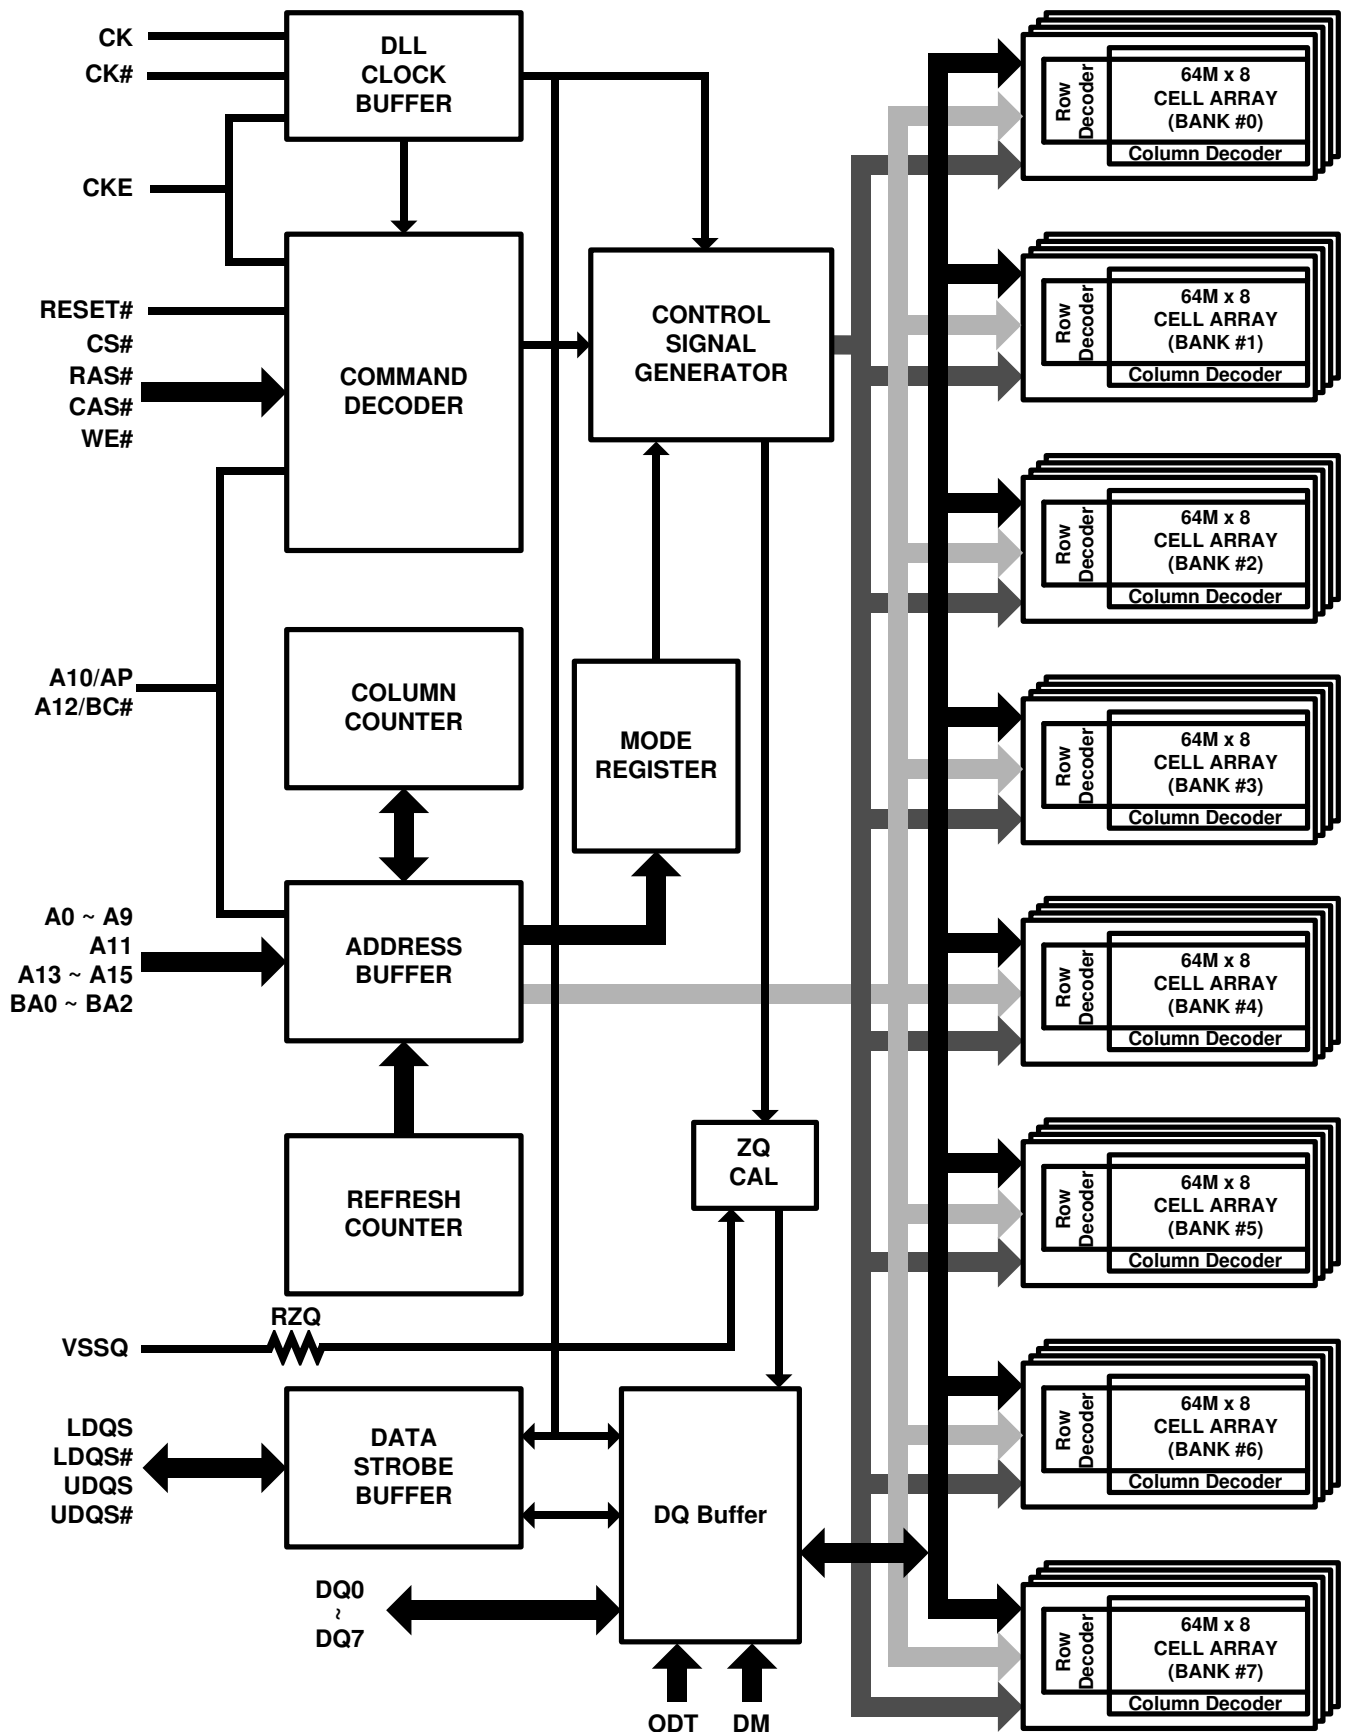 CK
CK#
CKE
RESET#
CS#
RAS#
CAS#
WE#
A10/AP
A12/BC#
A0 ~ A9
A11
A13 ~ A15
BA0 ~ BA2
VSSQ
RZQ
LDQS
LDQS#
UDQS
UDQS#
DQ0
~
DQ7
DLL
CLOCK
BUFFER
COMMAND
DECODER
COLUMN
COUNTER
ADDRESS
BUFFER
REFRESH
COUNTER
DATA
STROBE
BUFFER
CONTROL
SIGNAL
GENERATOR
MODE
REGISTER
ZQ
CAL
DQ Buffer
ODT
DM
Row
Decoder
64M x 8
CELL ARRAY
(BANK #0)
Column Decoder
Row
Decoder
64M x 8
CELL ARRAY
(BANK #1)
Column Decoder
Row
Decoder
64M x 8
CELL ARRAY
(BANK #2)
Column Decoder
Row
Decoder
64M x 8
CELL ARRAY
(BANK #3)
Column Decoder
Row
Decoder
64M x 8
CELL ARRAY
(BANK #4)
Column Decoder
Row
Decoder
64M x 8
CELL ARRAY
(BANK #5)
Column Decoder
Row
Decoder
64M x 8
CELL ARRAY
(BANK #6)
Column Decoder
Row
Decoder
64M x 8
CELL ARRAY
(BANK #7)
Column Decoder